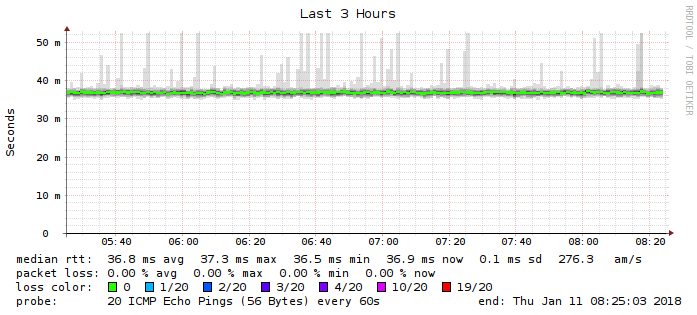 Last 3 Hours
RRDTOOL / TOBI OETIKER
Seconds
50 m
40 m
30 m
20 m
10 m
0
05:40 06:00 06:20 06:40 07:00 07:20 07:40 08:00 08:20
median rtt: 36.8 ms avg 37.3 ms max 36.5 ms min 36.9 ms now 0.1 ms sd 276.3 am/s
packet loss: 0.00 % avg 0.00 % max 0.00 % min 0.00 % now
loss color: 0 1/20 2/20 3/20 4/20 10/20 19/20
probe: 20 ICMP Echo Pings (56 Bytes) every 60s end: Thu Jan 11 08:25:03 2018